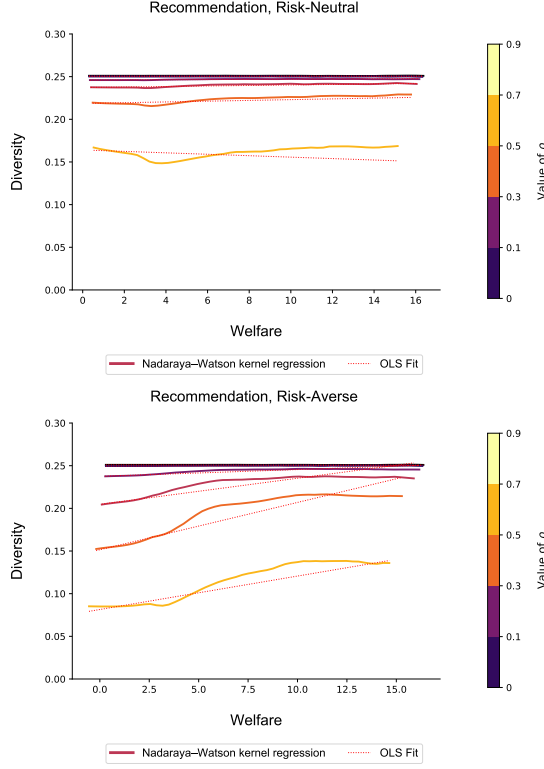 Recommendation, Risk-Neutral
0.30
0.25
0.20
0.15
0.10
0.05
0.00
Diversity
0 2 4 6 8 10 12 14 16
Welfare
0.9
0.7
0.5
0.3
0.1
0
Value of
Nadaraya–Watson kernel regression OLS Fit
Recommendation, Risk-Averse
0.30
0.25
0.20
0.15
0.10
0.05
0.00
Diversity
0.0 2.5 5.0 7.5 10.0 12.5 15.0
Welfare
0.9
0.7
0.5
0.3
0.1
0
Value of
Nadaraya–Watson kernel regression OLS Fit